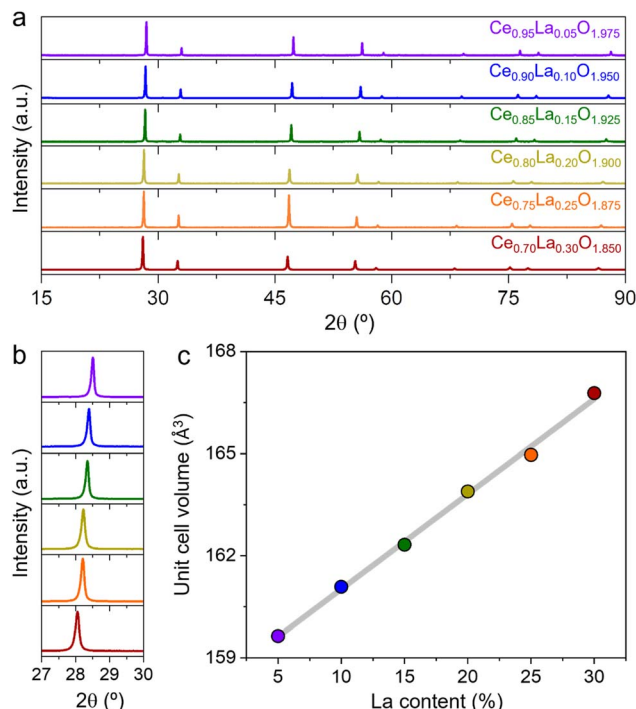 a
Intensity (a.u.)
Ce0.95La0.05O1.975
Ce0.90La0.10O1.950
Ce0.85La0.15O1.925
Ce0.80La0.20O1.900
Ce0.75La0.25O1.875
Ce0.70La0.30O1.850
15 30 45 60 75 90
2θ (º)
b
Intensity (a.u.)
27 28 29 30
2θ (º)
c
Unit cell volume (Å³)
168
165
162
159
5 10 15 20 25 30
La content (%)